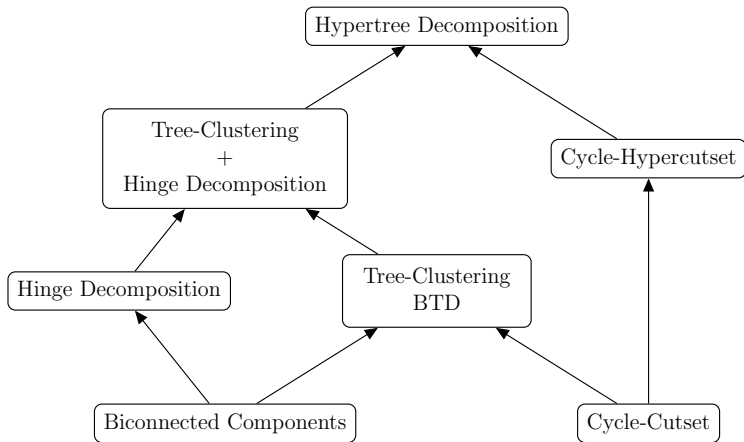 Hypertree Decomposition
Tree-Clustering
+
Hinge Decomposition
Cycle-Hypercutset
Hinge Decomposition
Tree-Clustering
BTD
Biconnected Components
Cycle-Cutset